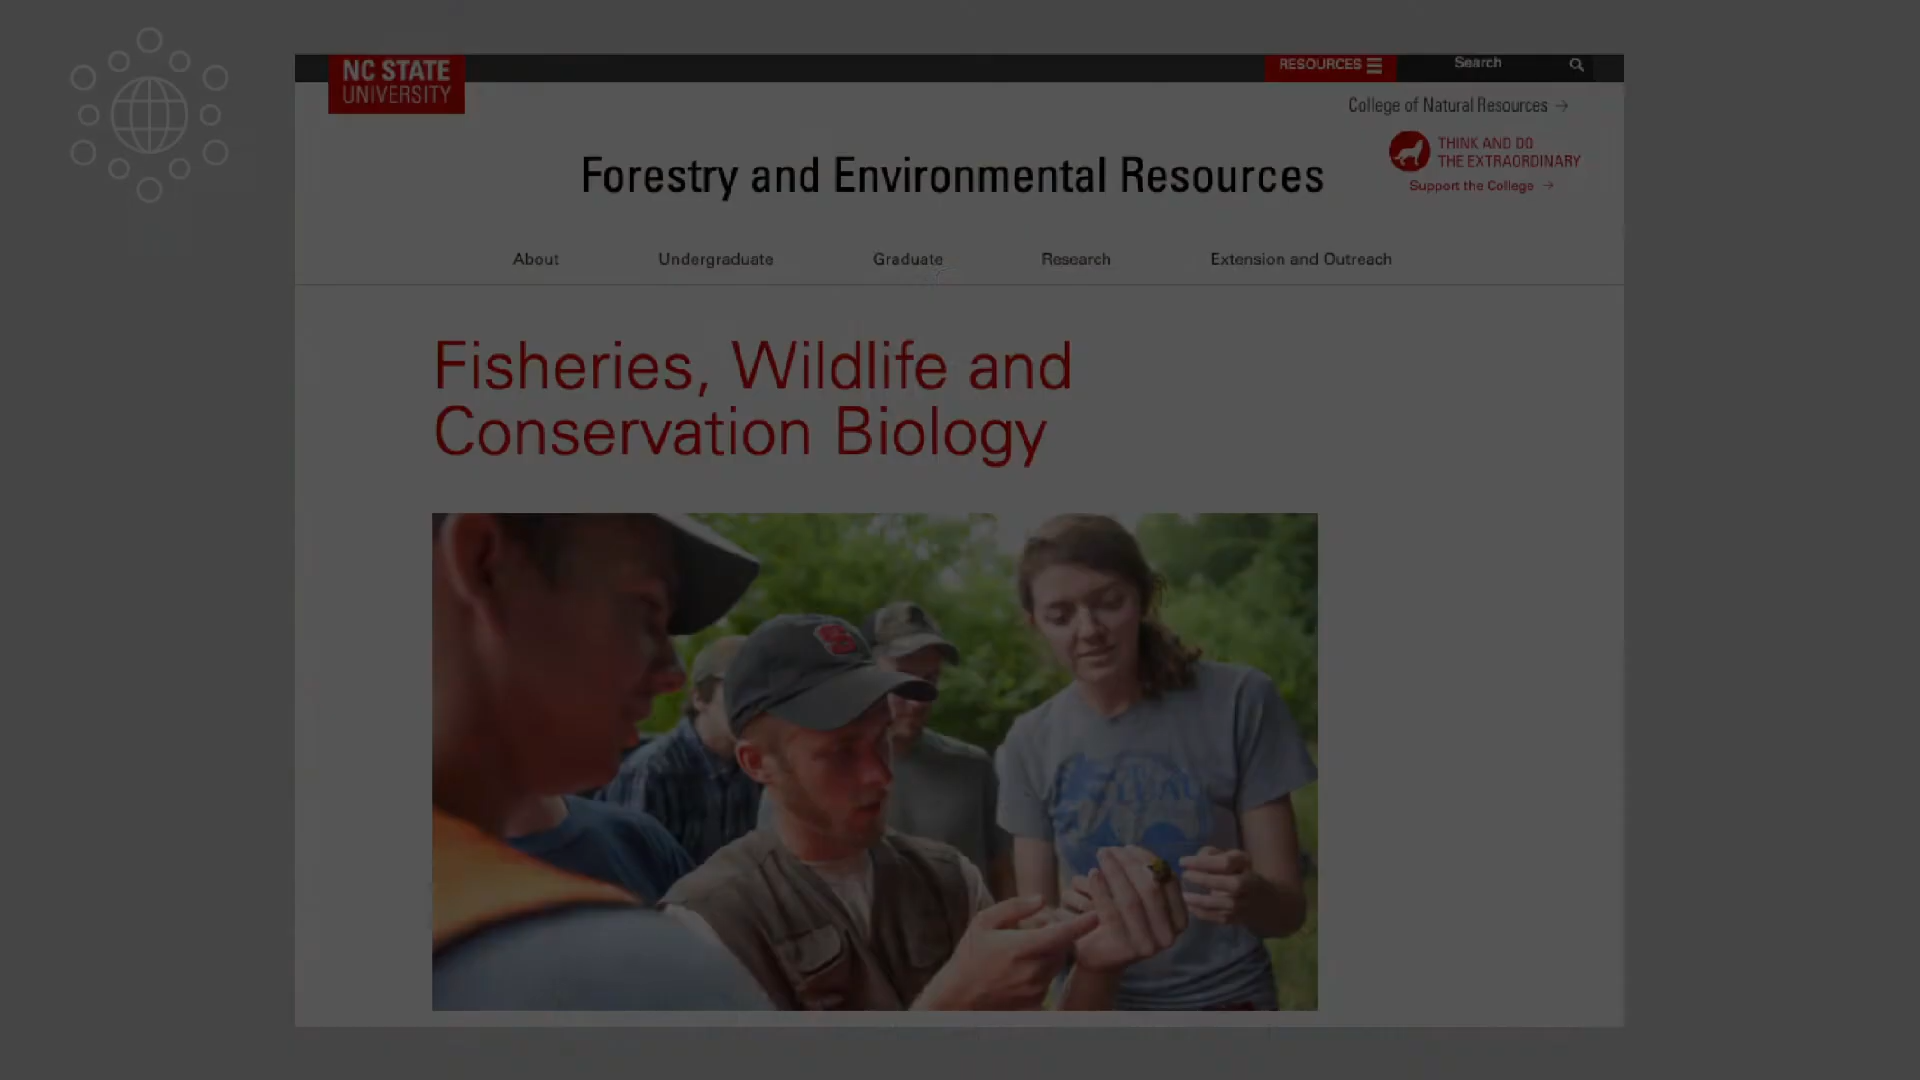 NC STATE
UNIVERSITY
RESOURCES
Search
College of Natural Resources →
THINK AND DO
THE EXTRAORDINARY
Support the College →
Forestry and Environmental Resources
About
Undergraduate
Graduate
Research
Extension and Outreach
Fisheries, Wildlife and
Conservation Biology